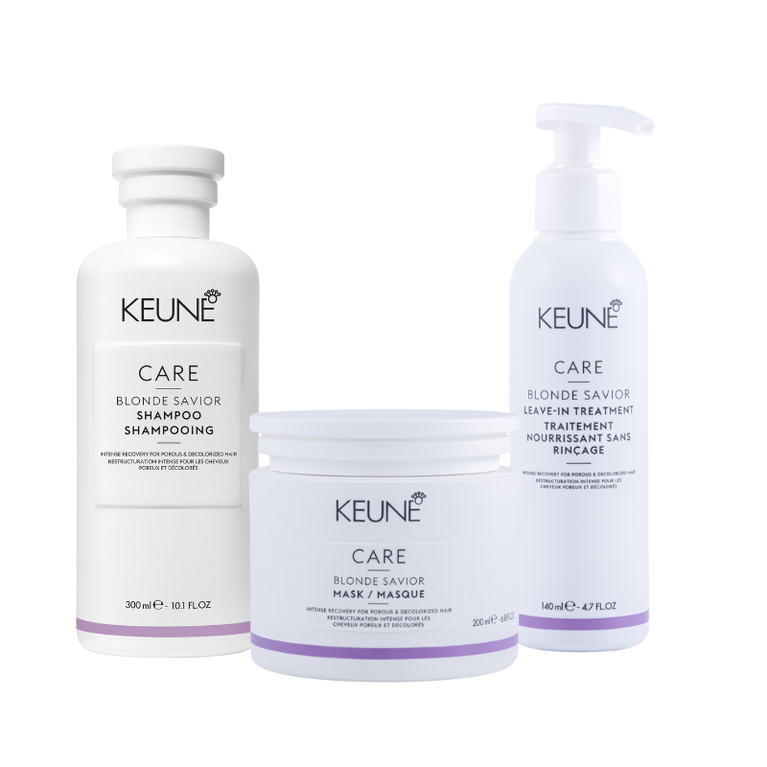 KEUNE
CARE
BLONDE SAVIOR
SHAMPOO
SHAMPOOING
INTENSE RECOVERY FOR POROUS & DECOLORIZED HAIR
RESTRUCTURATION INTENSE POUR LES CHEVEUX
POREUX ET DÉCOLORÉS
300 ml ℮ - 10.1 FL.OZ
KEUNE
CARE
BLONDE SAVIOR
MASK / MASQUE
INTENSE RECOVERY FOR POROUS & DECOLORIZED HAIR
RESTRUCTURATION INTENSE POUR LES
CHEVEUX POREUX ET DÉCOLORÉS
200 ml ℮ - 6.8 FL.OZ
KEUNE
CARE
BLONDE SAVIOR
LEAVE-IN TREATMENT
TRAITEMENT
NOURRISSANT SANS
RINÇAGE
INTENSE RECOVERY FOR POROUS & DECOLORIZED HAIR
RESTRUCTURATION INTENSE POUR LES
CHEVEUX POREUX ET DÉCOLORÉS
140 ml ℮ - 4.7 FL.OZ